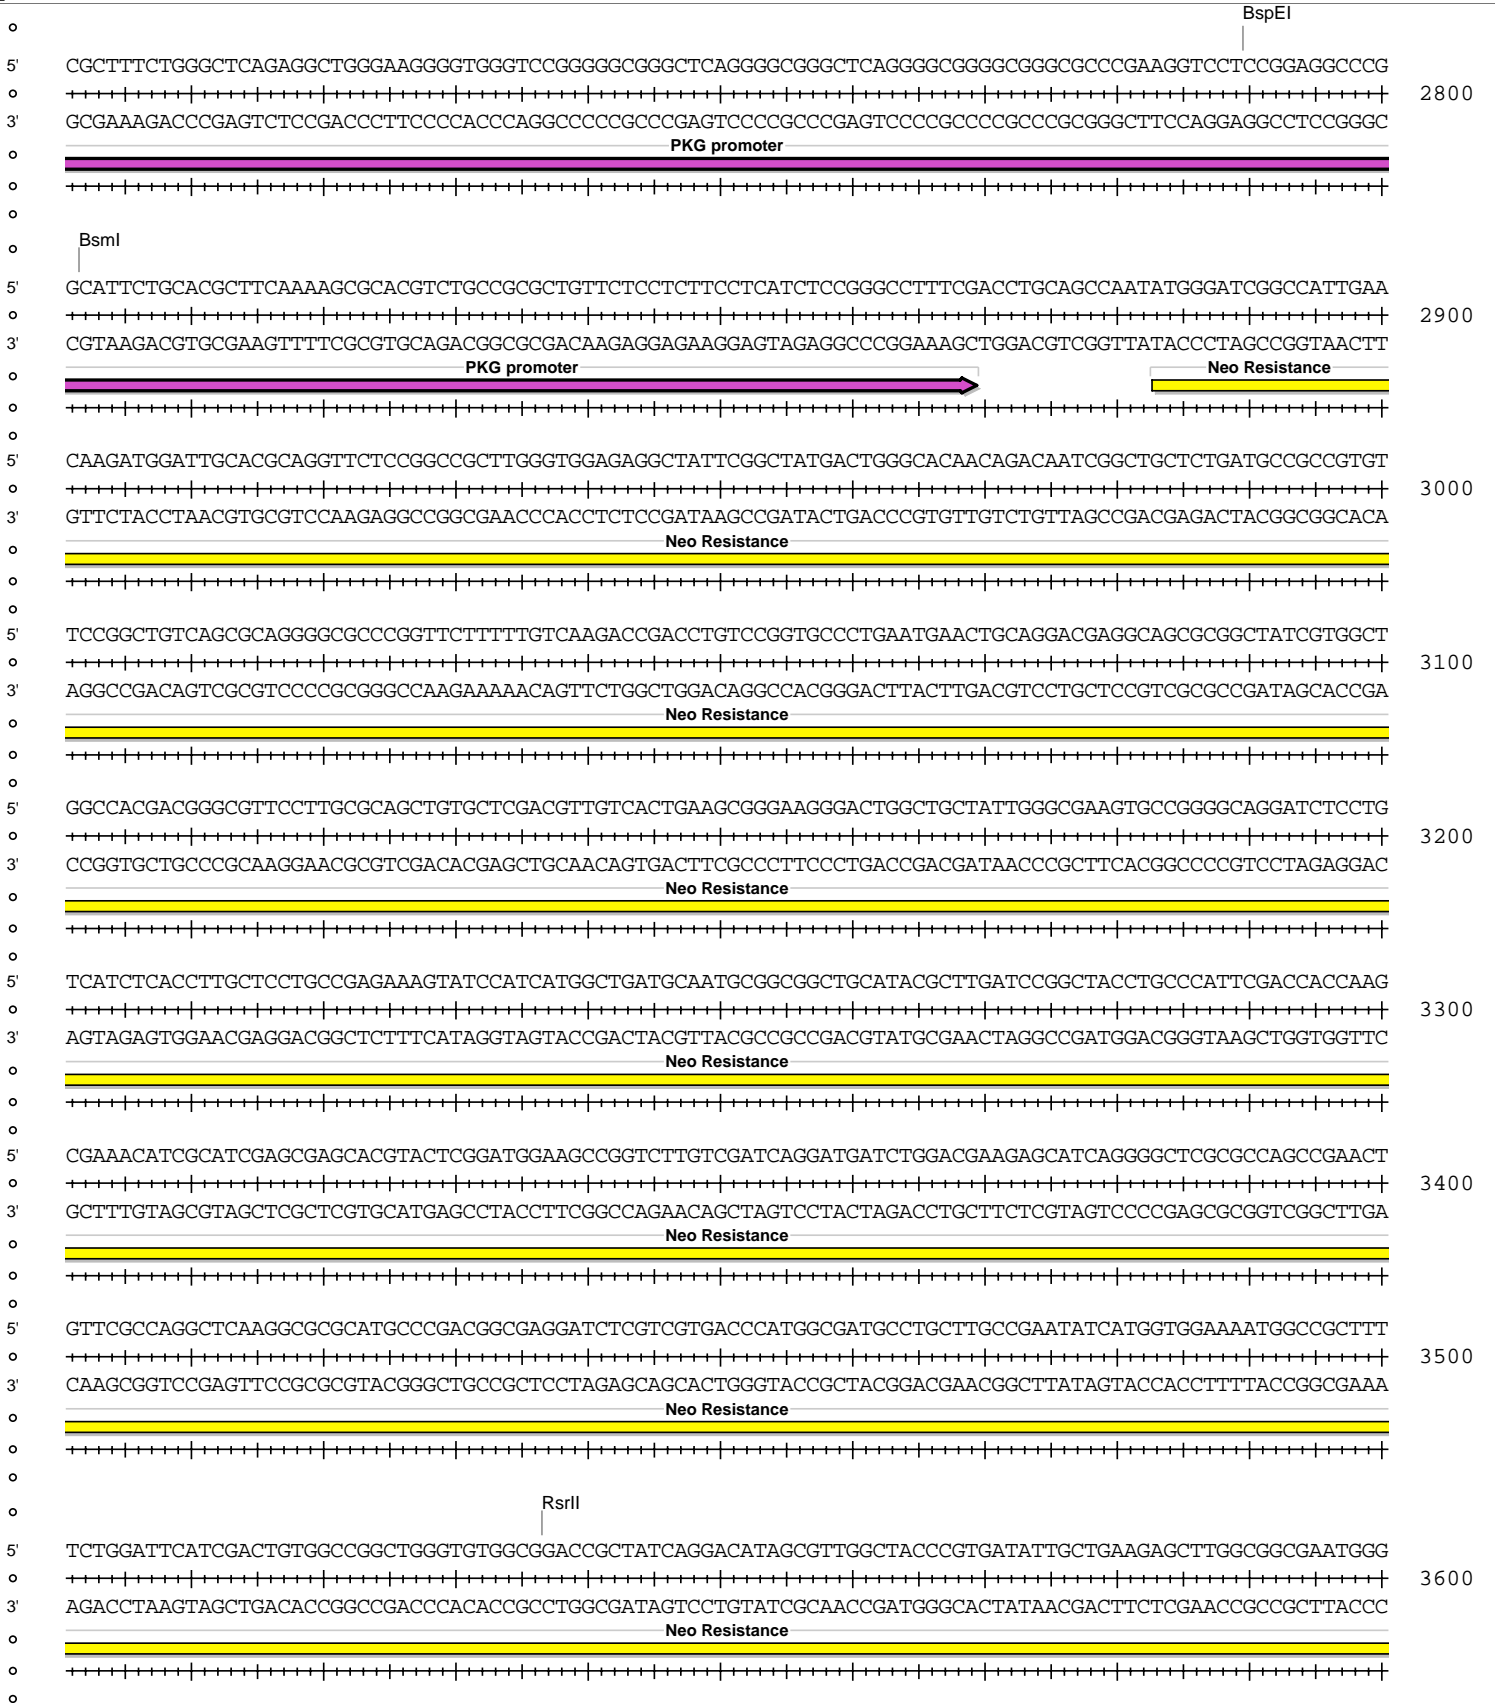 BspEI
5' CGCTTTCTGGGCTCAGAGGCTGGGAAGGGGTGGGTCCGGGGGCGGGCTCAGGGGCGGGCTCAGGGGCGGGGCGGGCGCCCGAAGGTCCTCCGGAGGCCCG
2800
3' GCGAAAGACCCGAGTCTCCGACCCTTCCCCACCCAGGCCCCCGCCCGAGTCCCCGCCCGAGTCCCCGCCCCGCCCGCGGGCTTCCAGGAGGCCTCCGGGC
PKG promoter
BsmI
5' GCATTCTGCACGCTTCAAAAGCGCACGTCTGCCGCGCTGTTCTCCTCTTCCTCATCTCCGGGCCTTTCGACCTGCAGCCAATATGGGATCGGCCATTGAA
2900
3' CGTAAGACGTGCGAAGTTTTCGCGTGCAGACGGCGCGACAAGAGGAGAAGGAGTAGAGGCCCGGAAAGCTGGACGTCGGTTATACCCTAGCCGGTAACTT
PKG promoter Neo Resistance
5' CAAGATGGATTGCACGCAGGTTCTCCGGCCGCTTGGGTGGAGAGGCTATTCGGCTATGACTGGGCACAACAGACAATCGGCTGCTCTGATGCCGCCGTGT
3000
3' GTTCTACCTAACGTGCGTCCAAGAGGCCGGCGAACCCACCTCTCCGATAAGCCGATACTGACCCGTGTTGTCTGTTAGCCGACGAGACTACGGCGGCACA
Neo Resistance
5' TCCGGCTGTCAGCGCAGGGGCGCCCGGTTCTTTTTGTCAAGACCGACCTGTCCGGTGCCCTGAATGAACTGCAGGACGAGGCAGCGCGGCTATCGTGGCT
3100
3' AGGCCGACAGTCGCGTCCCCGCGGGCCAAGAAAAACAGTTCTGGCTGGACAGGCCACGGGACTTACTTGACGTCCTGCTCCGTCGCGCCGATAGCACCGA
Neo Resistance
5' GGCCACGACGGGCGTTCCTTGCGCAGCTGTGCTCGACGTTGTCACTGAAGCGGGAAGGGACTGGCTGCTATTGGGCGAAGTGCCGGGGCAGGATCTCCTG
3200
3' CCGGTGCTGCCCGCAAGGAACGCGTCGACACGAGCTGCAACAGTGACTTCGCCCTTCCCTGACCGACGATAACCCGCTTCACGGCCCCGTCCTAGAGGAC
Neo Resistance
5' TCATCTCACCTTGCTCCTGCCGAGAAAGTATCCATCATGGCTGATGCAATGCGGCGGCTGCATACGCTTGATCCGGCTACCTGCCCATTCGACCACCAAG
3300
3' AGTAGAGTGGAACGAGGACGGCTCTTTCATAGGTAGTACCGACTACGTTACGCCGCCGACGTATGCGAACTAGGCCGATGGACGGGTAAGCTGGTGGTTC
Neo Resistance
5' CGAAACATCGCATCGAGCGAGCACGTACTCGGATGGAAGCCGGTCTTGTCGATCAGGATGATCTGGACGAAGAGCATCAGGGGCTCGCGCCAGCCGAACT
3400
3' GCTTTGTAGCGTAGCTCGCTCGTGCATGAGCCTACCTTCGGCCAGAACAGCTAGTCCTACTAGACCTGCTTCTCGTAGTCCCCGAGCGCGGTCGGCTTGA
Neo Resistance
5' GTTCGCCAGGCTCAAGGCGCGCATGCCCGACGGCGAGGATCTCGTCGTGACCCATGGCGATGCCTGCTTGCCGAATATCATGGTGGAAAATGGCCGCTTT
3500
3' CAAGCGGTCCGAGTTCCGCGCGTACGGGCTGCCGCTCCTAGAGCAGCACTGGGTACCGCTACGGACGAACGGCTTATAGTACCACCTTTTACCGGCGAAA
Neo Resistance
RsrII
5' TCTGGATTCATCGACTGTGGCCGGCTGGGTGTGGCGGACCGCTATCAGGACATAGCGTTGGCTACCCGTGATATTGCTGAAGAGCTTGGCGGCGAATGGG
3600
3' AGACCTAAGTAGCTGACACCGGCCGACCCACACCGCCTGGCGATAGTCCTGTATCGCAACCGATGGGCACTATAACGACTTCTCGAACCGCCGCTTACCC
Neo Resistance